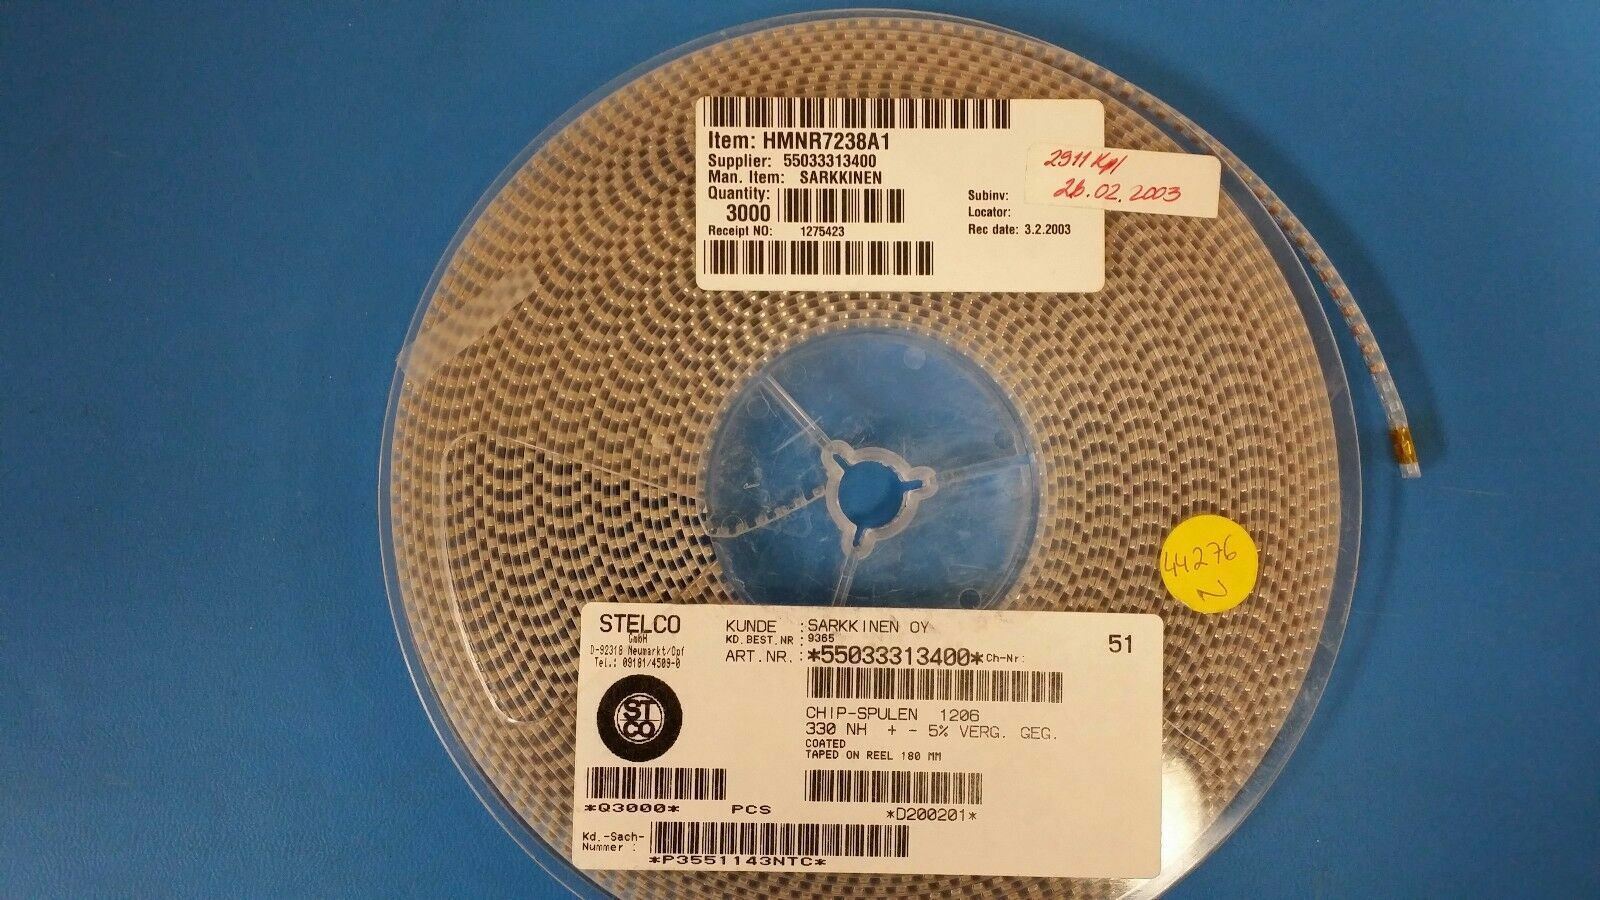 Item: HMNR7238A1
Supplier: 55033313400
Man. Item: SARKKINEN
Quantity:
3000
Receipt NO: 1275423
Subinv:
Locator:
Rec date: 3.2.2003
2911 Kpl
26.02.2003
44276
N
STELCO
GmbH
D-92318 Neumarkt/Opf
Tel.: 09181/4509-0
ST
CO
KUNDE : SARKKINEN OY
KD.BEST.NR : 9365
ART.NR.: *55033313400* Ch-Nr:
51
CHIP-SPULEN 1206
330 NH + - 5% VERG. GEG.
COATED
TAPED ON REEL 180 MM
*Q3000* PCS
*D200201*
Kd.-Sach-
Nummer :
*P3551143NTC*